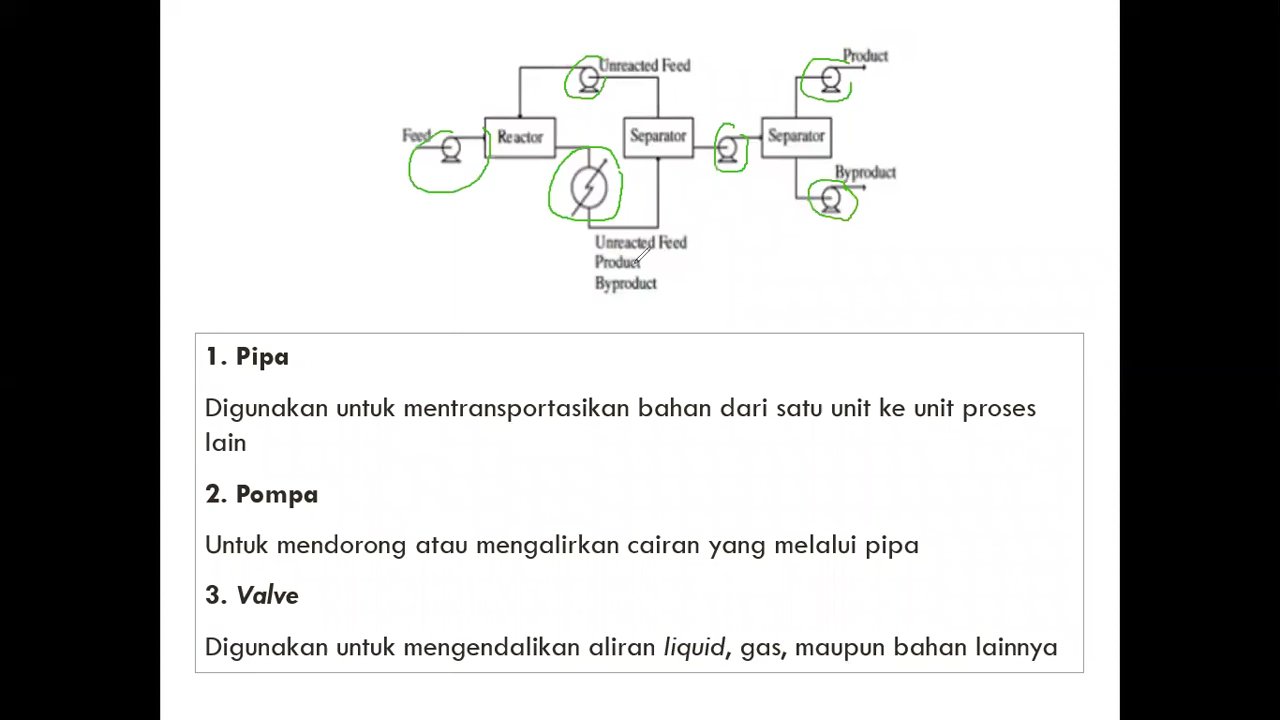 Product
Unreacted Feed
Feed
Reactor
Separator
Separator
Byproduct
Unreacted Feed
Product
Byproduct
1. Pipa
Digunakan untuk mentransportasikan bahan dari satu unit ke unit proses
lain
2. Pompa
Untuk mendorong atau mengalirkan cairan yang melalui pipa
3. Valve
Digunakan untuk mengendalikan aliran liquid, gas, maupun bahan lainnya